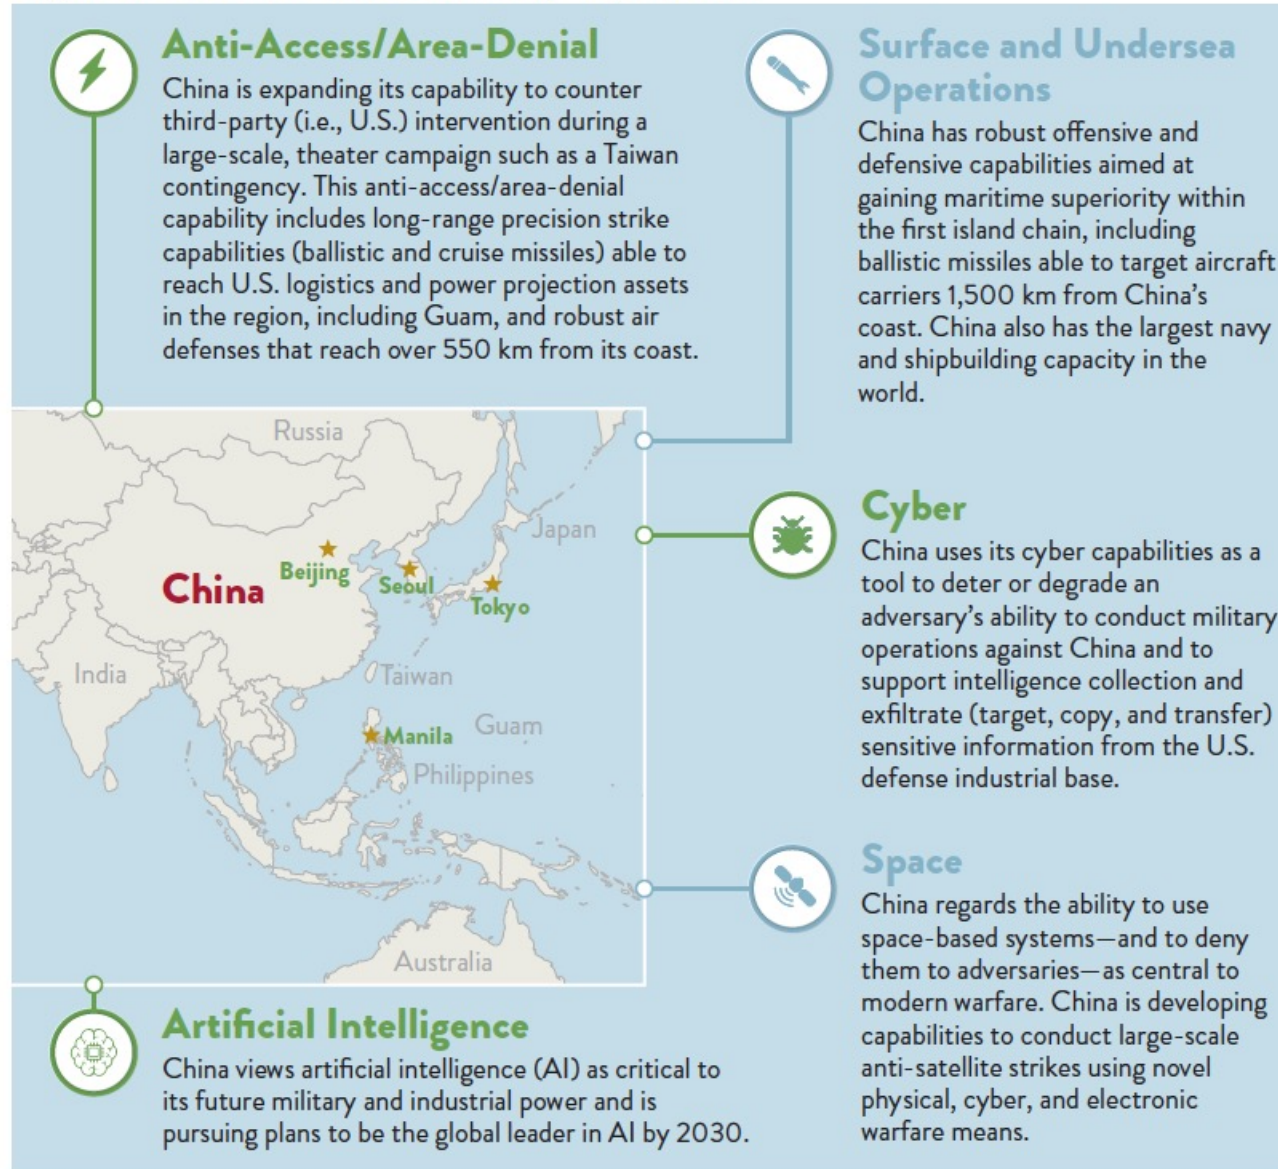 Anti-Access/Area-Denial
China is expanding its capability to counter
third-party (i.e., U.S.) intervention during a
large-scale, theater campaign such as a Taiwan
contingency. This anti-access/area-denial
capability includes long-range precision strike
capabilities (ballistic and cruise missiles) able to
reach U.S. logistics and power projection assets
in the region, including Guam, and robust air
defenses that reach over 550 km from its coast.
Surface and Undersea
Operations
China has robust offensive and
defensive capabilities aimed at
gaining maritime superiority within
the first island chain, including
ballistic missiles able to target aircraft
carriers 1,500 km from China’s
coast. China also has the largest navy
and shipbuilding capacity in the
world.
Russia
Japan
Beijing
China
Seoul
Tokyo
India
Taiwan
Guam
Manila
Philippines
Australia
Cyber
China uses its cyber capabilities as a
tool to deter or degrade an
adversary’s ability to conduct military
operations against China and to
support intelligence collection and
exfiltrate (target, copy, and transfer)
sensitive information from the U.S.
defense industrial base.
Space
China regards the ability to use
space-based systems—and to deny
them to adversaries—as central to
modern warfare. China is developing
capabilities to conduct large-scale
anti-satellite strikes using novel
physical, cyber, and electronic
warfare means.
Artificial Intelligence
China views artificial intelligence (AI) as critical to
its future military and industrial power and is
pursuing plans to be the global leader in AI by 2030.